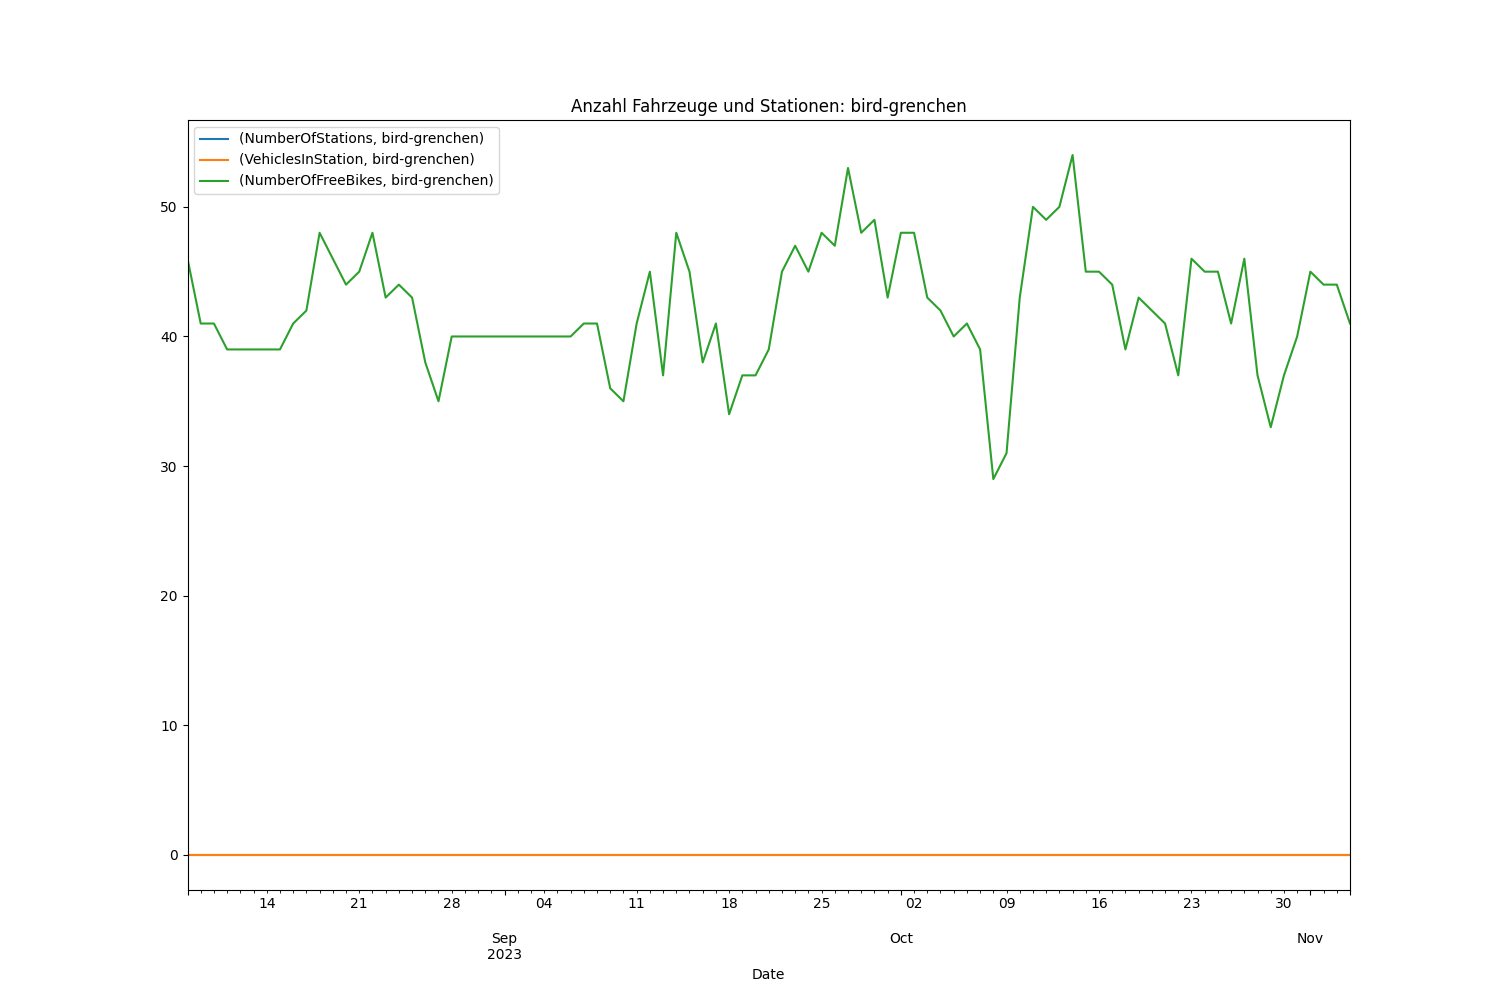 Anzahl Fahrzeuge und Stationen: bird-grenchen
(NumberOfStations, bird-grenchen)
(VehiclesInStation, bird-grenchen)
(NumberOfFreeBikes, bird-grenchen)
50
40
30
20
10
0
14 21 28 04 11 18 25 02 09 16 23 30
Sep Oct Nov
2023
Date